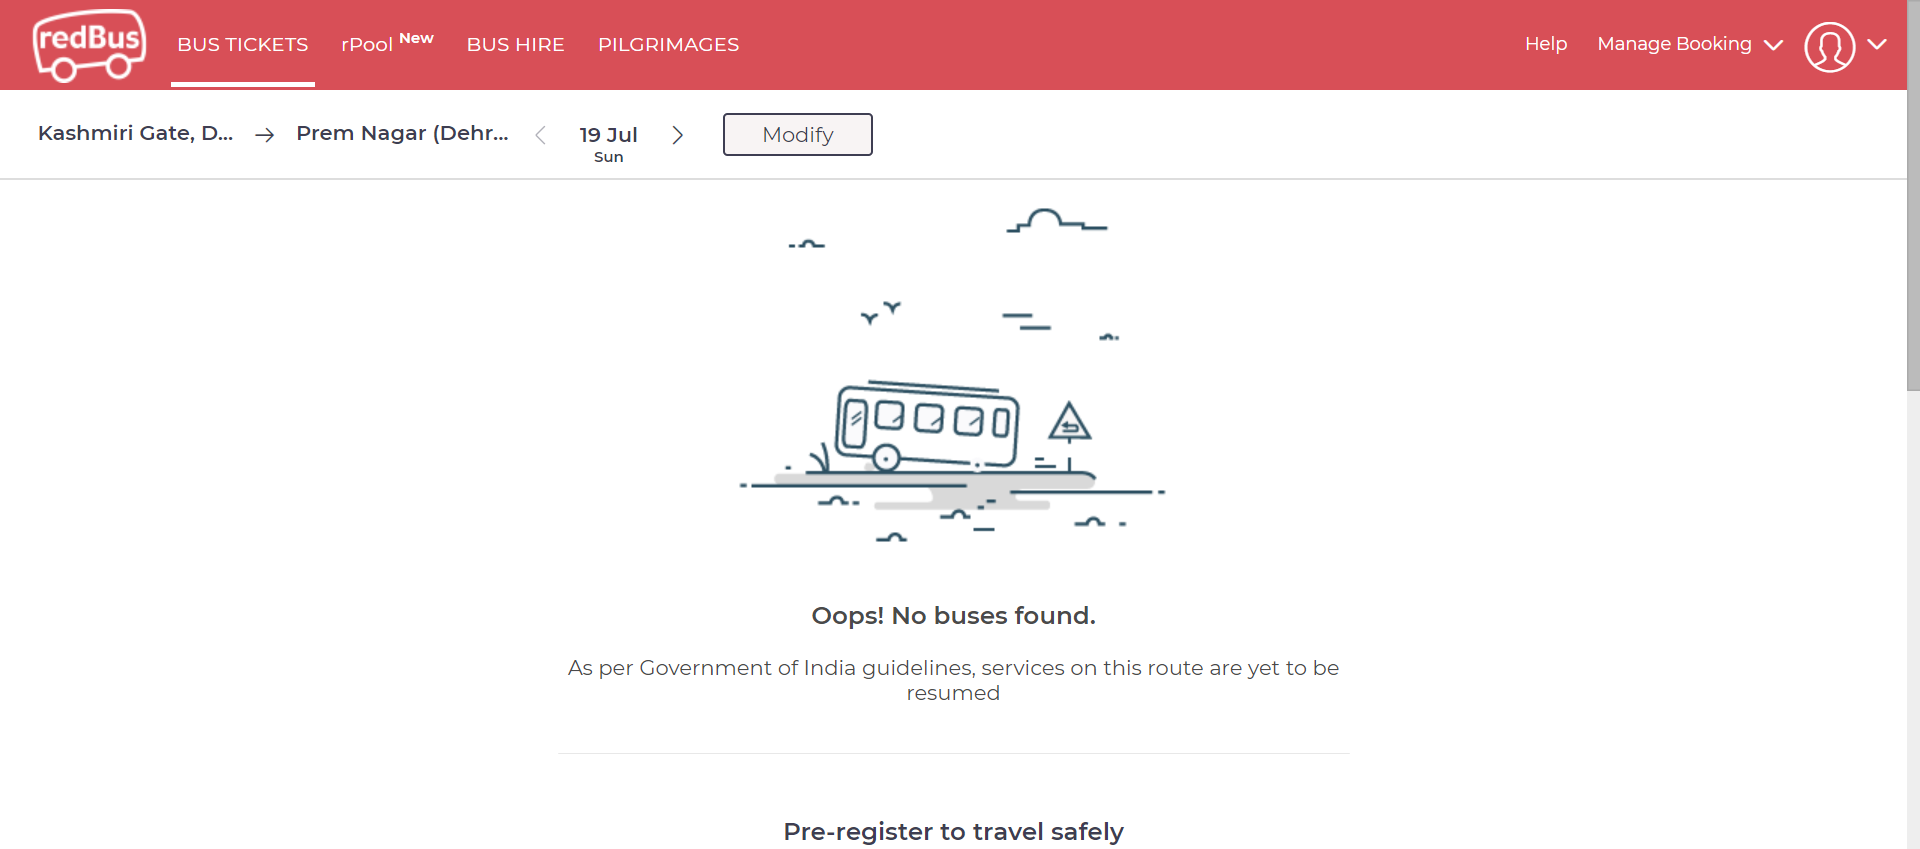 redBus
BUS TICKETS
rPool New
BUS HIRE
PILGRIMAGES
Help
Manage Booking
Kashmiri Gate, D... → Prem Nagar (Dehr...
19 Jul
Sun
Modify
Oops! No buses found.
As per Government of India guidelines, services on this route are yet to be
resumed
Pre-register to travel safely